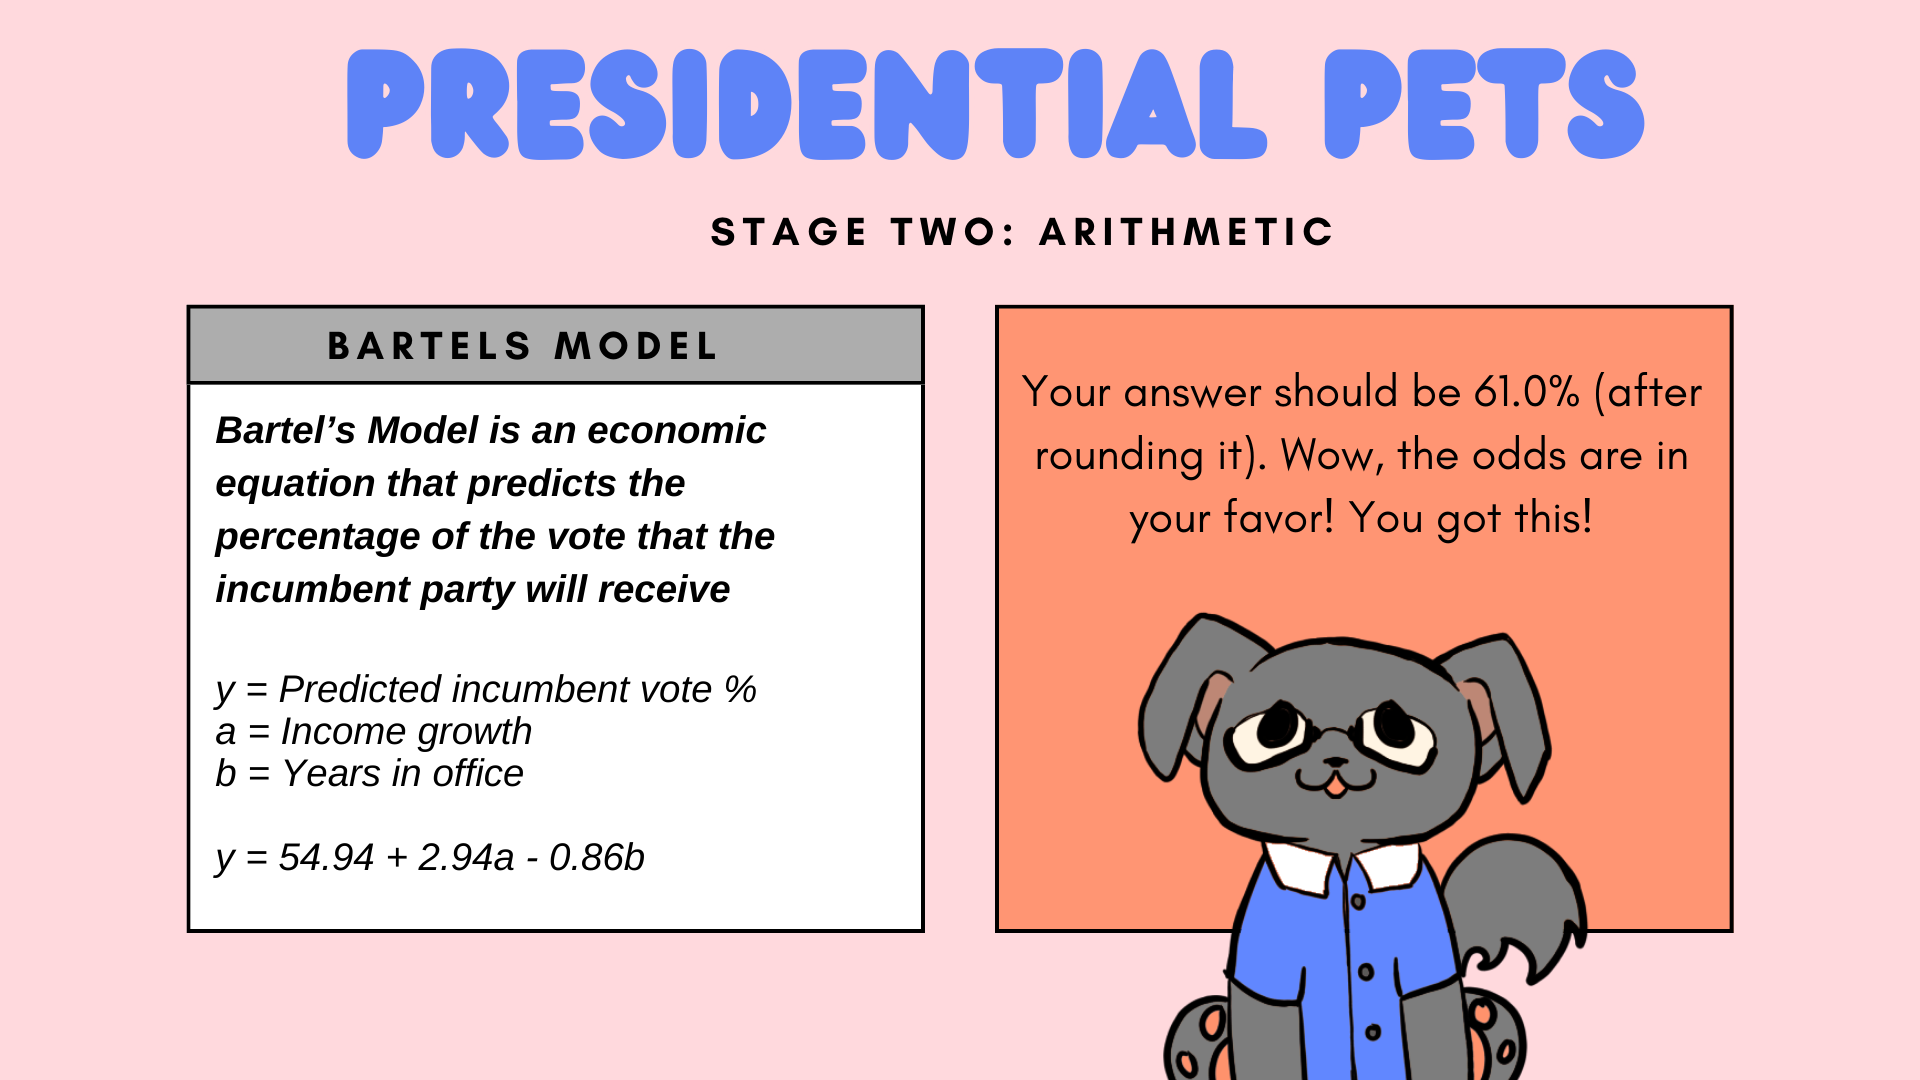 PRESIDENTIAL PETS
STAGE TWO: ARITHMETIC
BARTELS MODEL
Bartel’s Model is an economic
equation that predicts the
percentage of the vote that the
incumbent party will receive
y = Predicted incumbent vote %
a = Income growth
b = Years in office
y = 54.94 + 2.94a - 0.86b
Your answer should be 61.0% (after
rounding it). Wow, the odds are in
your favor! You got this!